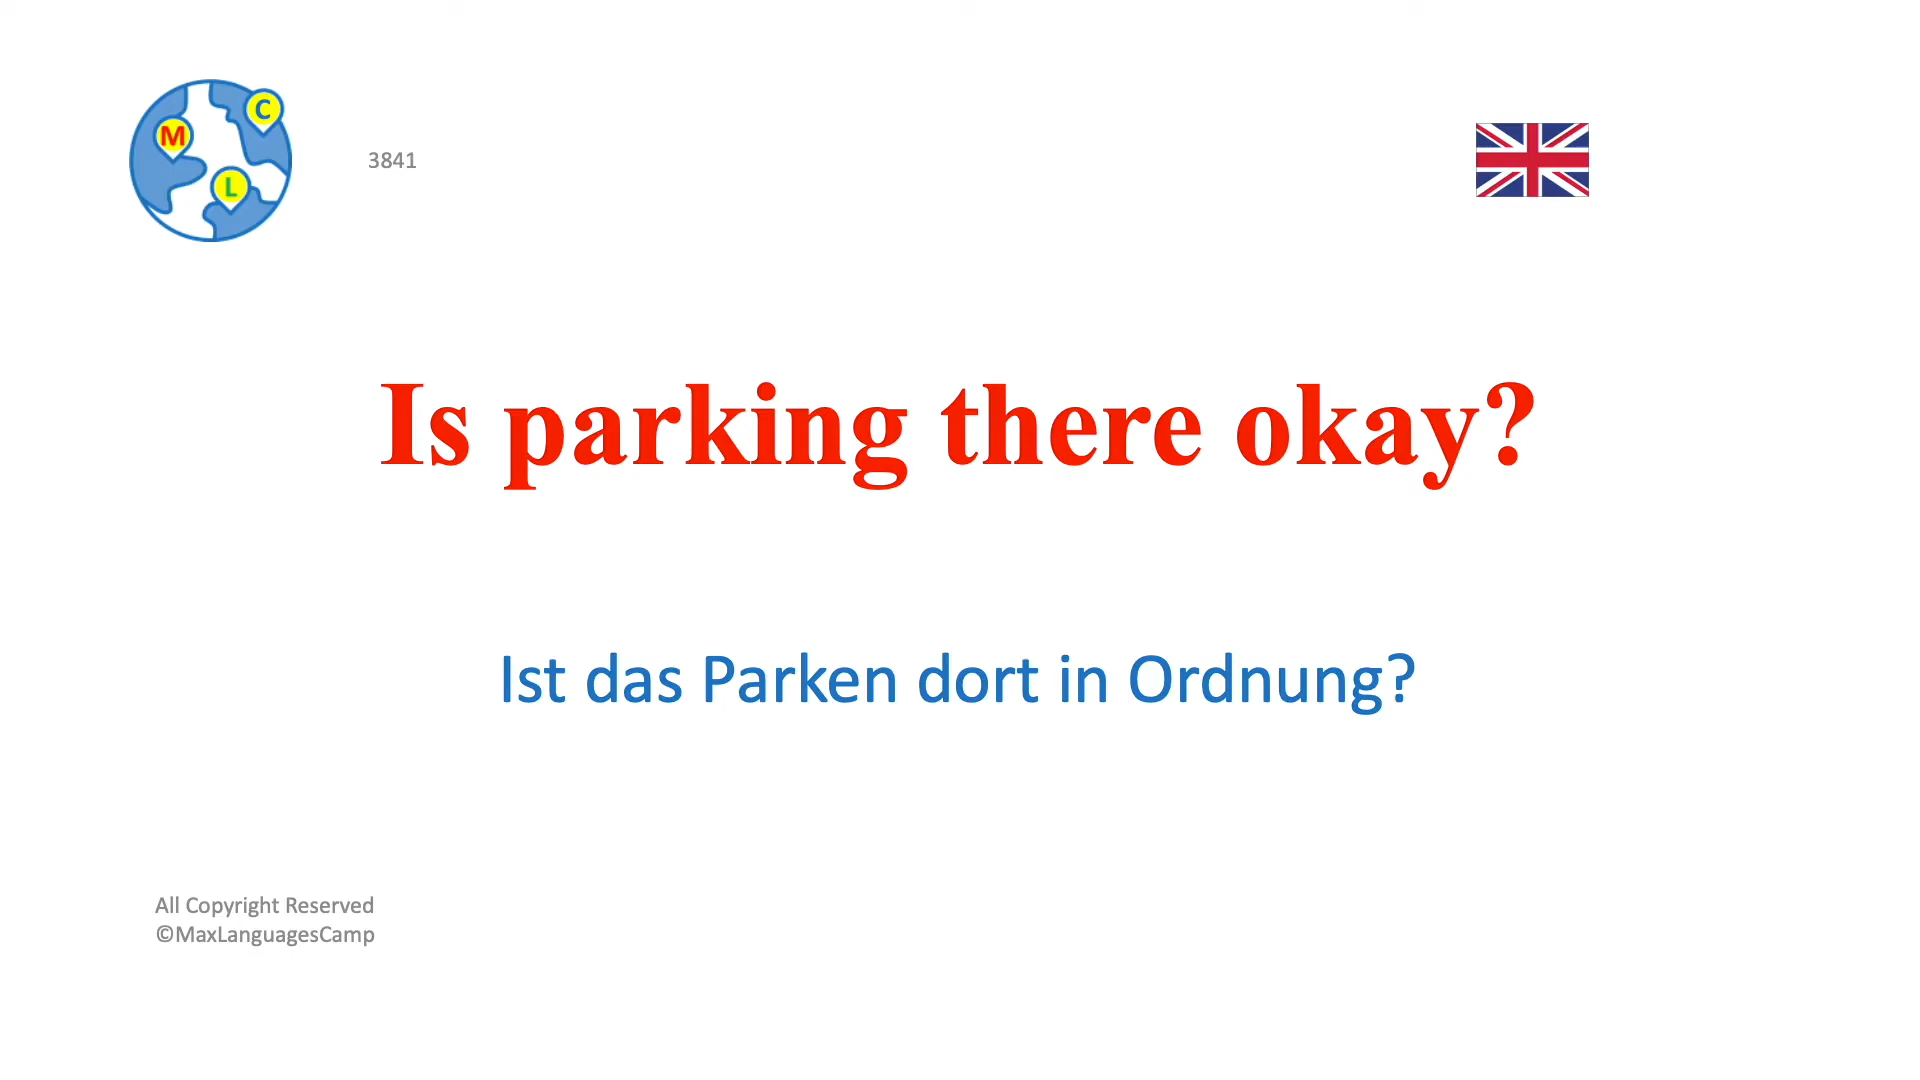 M
C
L
3841
Is parking there okay?
Ist das Parken dort in Ordnung?
All Copyright Reserved
©MaxLanguagesCamp